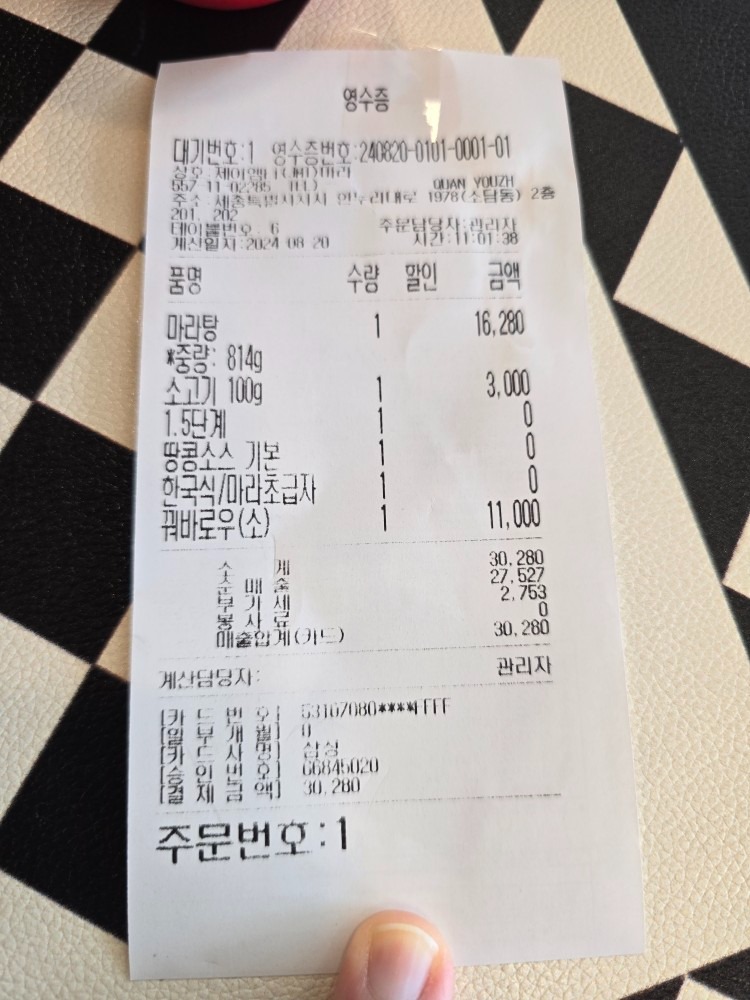 영수증
대기번호:1 영수증번호:240820-0101-0001-01
상호:제이엔
QUAN YOUZH
주소:세종특별자치시 한누리대로 1978(소담동) 2층
201, 202
테이블번호: 6 주문담당자:관리자
계산일자:2024-08-20 시간:11:01:38
품명 수량 할인 금액
마라탕 1 16,280
*중량: 814g
소고기 100g 1 3,000
1.5단계 1 0
땅콩소스 기본 1 0
한국식/마라초급자 1 0
꿔바로우(소) 1 11,000
소 계 30,280
순 매 출 27,527
부 가 세 2,753
봉 사 료 0
매출합계(카드) 30,280
계산담당자: 관리자
[카 드 번 호] 53107080****FFF
[할 부 개 월] 0
[카 드 사 명] 삼성
[승 인 번 호] 66845020
[결 제 금 액] 30,280
주문번호:1